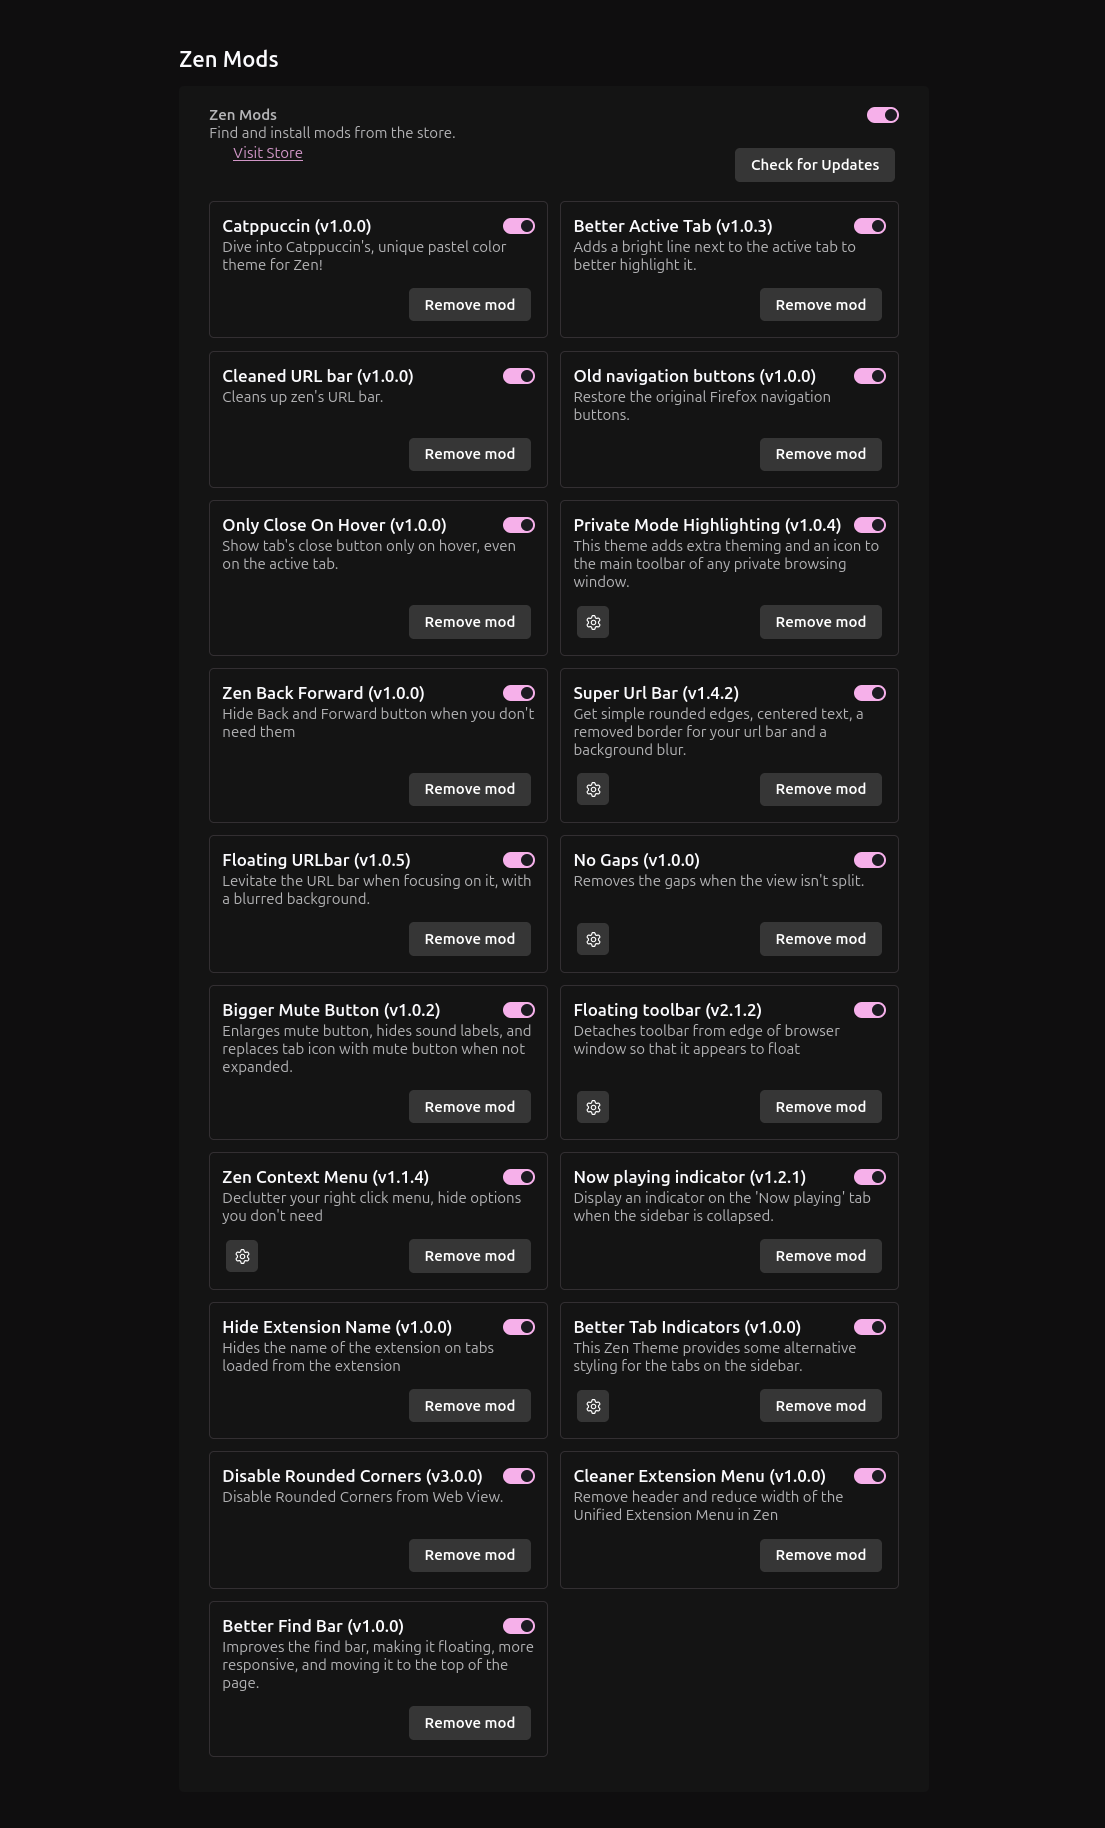 Zen Mods
Zen Mods
Find and install mods from the store.
Visit Store
Check for Updates
Catppuccin (v1.0.0)
Dive into Catppuccin's, unique pastel color
theme for Zen!
Remove mod
Better Active Tab (v1.0.3)
Adds a bright line next to the active tab to
better highlight it.
Remove mod
Cleaned URL bar (v1.0.0)
Cleans up zen's URL bar.
Remove mod
Old navigation buttons (v1.0.0)
Restore the original Firefox navigation
buttons.
Remove mod
Only Close On Hover (v1.0.0)
Show tab's close button only on hover, even
on the active tab.
Remove mod
Private Mode Highlighting (v1.0.4)
This theme adds extra theming and an icon to
the main toolbar of any private browsing
window.
Remove mod
Zen Back Forward (v1.0.0)
Hide Back and Forward button when you don't
need them
Remove mod
Super Url Bar (v1.4.2)
Get simple rounded edges, centered text, a
removed border for your url bar and a
background blur.
Remove mod
Floating URLbar (v1.0.5)
Levitate the URL bar when focusing on it, with
a blurred background.
Remove mod
No Gaps (v1.0.0)
Removes the gaps when the view isn't split.
Remove mod
Bigger Mute Button (v1.0.2)
Enlarges mute button, hides sound labels, and
replaces tab icon with mute button when not
expanded.
Remove mod
Floating toolbar (v2.1.2)
Detaches toolbar from edge of browser
window so that it appears to float
Remove mod
Zen Context Menu (v1.1.4)
Declutter your right click menu, hide options
you don't need
Remove mod
Now playing indicator (v1.2.1)
Display an indicator on the 'Now playing' tab
when the sidebar is collapsed.
Remove mod
Hide Extension Name (v1.0.0)
Hides the name of the extension on tabs
loaded from the extension
Remove mod
Better Tab Indicators (v1.0.0)
This Zen Theme provides some alternative
styling for the tabs on the sidebar.
Remove mod
Disable Rounded Corners (v3.0.0)
Disable Rounded Corners from Web View.
Remove mod
Cleaner Extension Menu (v1.0.0)
Remove header and reduce width of the
Unified Extension Menu in Zen
Remove mod
Better Find Bar (v1.0.0)
Improves the find bar, making it floating, more
responsive, and moving it to the top of the
page.
Remove mod